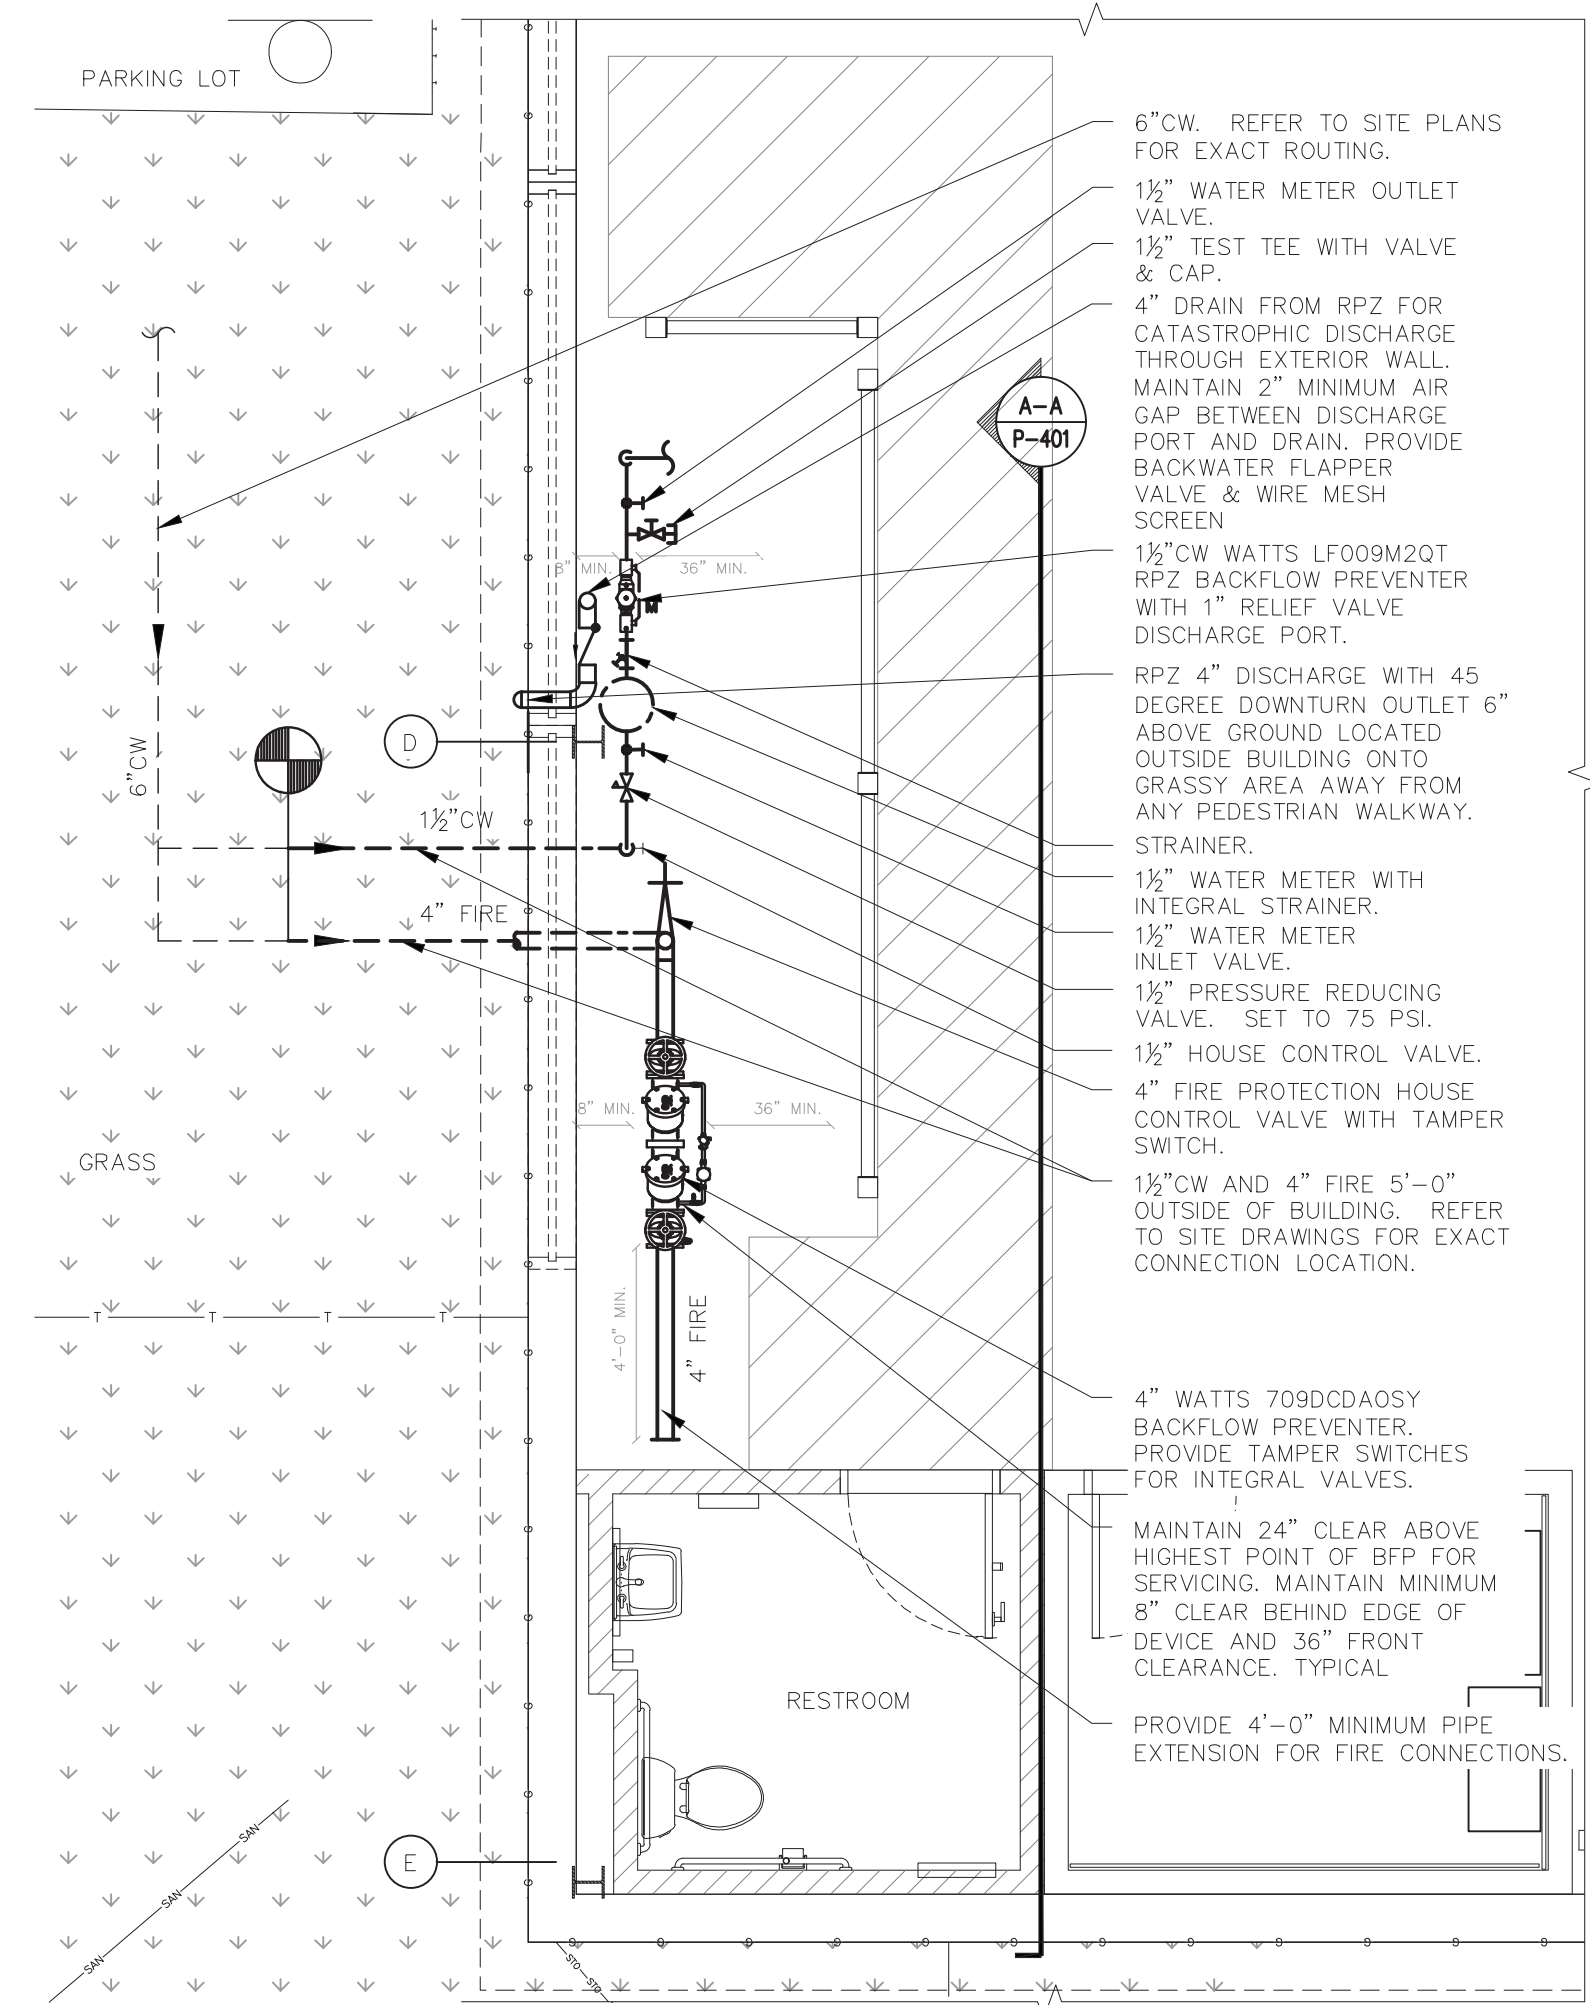 PARKING LOT
6"CW.  REFER TO SITE PLANS
FOR EXACT ROUTING.
1½" WATER METER OUTLET
VALVE.
1½" TEST TEE WITH VALVE
& CAP.
4" DRAIN FROM RPZ FOR
CATASTROPHIC DISCHARGE
THROUGH EXTERIOR WALL.
MAINTAIN 2" MINIMUM AIR
GAP BETWEEN DISCHARGE
PORT AND DRAIN. PROVIDE
BACKWATER FLAPPER
VALVE & WIRE MESH
SCREEN
A-A
P-401
1½"CW WATTS LF009M2QT
RPZ BACKFLOW PREVENTER
WITH 1" RELIEF VALVE
DISCHARGE PORT.
8" MIN.
36" MIN.
M
RPZ 4" DISCHARGE WITH 45
DEGREE DOWNTURN OUTLET 6"
ABOVE GROUND LOCATED
OUTSIDE BUILDING ONTO
GRASSY AREA AWAY FROM
ANY PEDESTRIAN WALKWAY.
D
6"CW
1½"CW
STRAINER.
1½" WATER METER WITH
INTEGRAL STRAINER.
4" FIRE
1½" WATER METER
INLET VALVE.
1½" PRESSURE REDUCING
VALVE.  SET TO 75 PSI.
1½" HOUSE CONTROL VALVE.
4" FIRE PROTECTION HOUSE
CONTROL VALVE WITH TAMPER
SWITCH.
8" MIN.
36" MIN.
GRASS
1½"CW AND 4" FIRE 5'-0"
OUTSIDE OF BUILDING.  REFER
TO SITE DRAWINGS FOR EXACT
CONNECTION LOCATION.
T T T T
4'-0" MIN.
4" FIRE
4" WATTS 709DCDAOSY
BACKFLOW PREVENTER.
PROVIDE TAMPER SWITCHES
FOR INTEGRAL VALVES.
MAINTAIN 24" CLEAR ABOVE
HIGHEST POINT OF BFP FOR
SERVICING. MAINTAIN MINIMUM
8" CLEAR BEHIND EDGE OF
DEVICE AND 36" FRONT
CLEARANCE. TYPICAL
RESTROOM
PROVIDE 4'-0" MINIMUM PIPE
EXTENSION FOR FIRE CONNECTIONS.
E
SAN
SAN
SAN
STO
STO